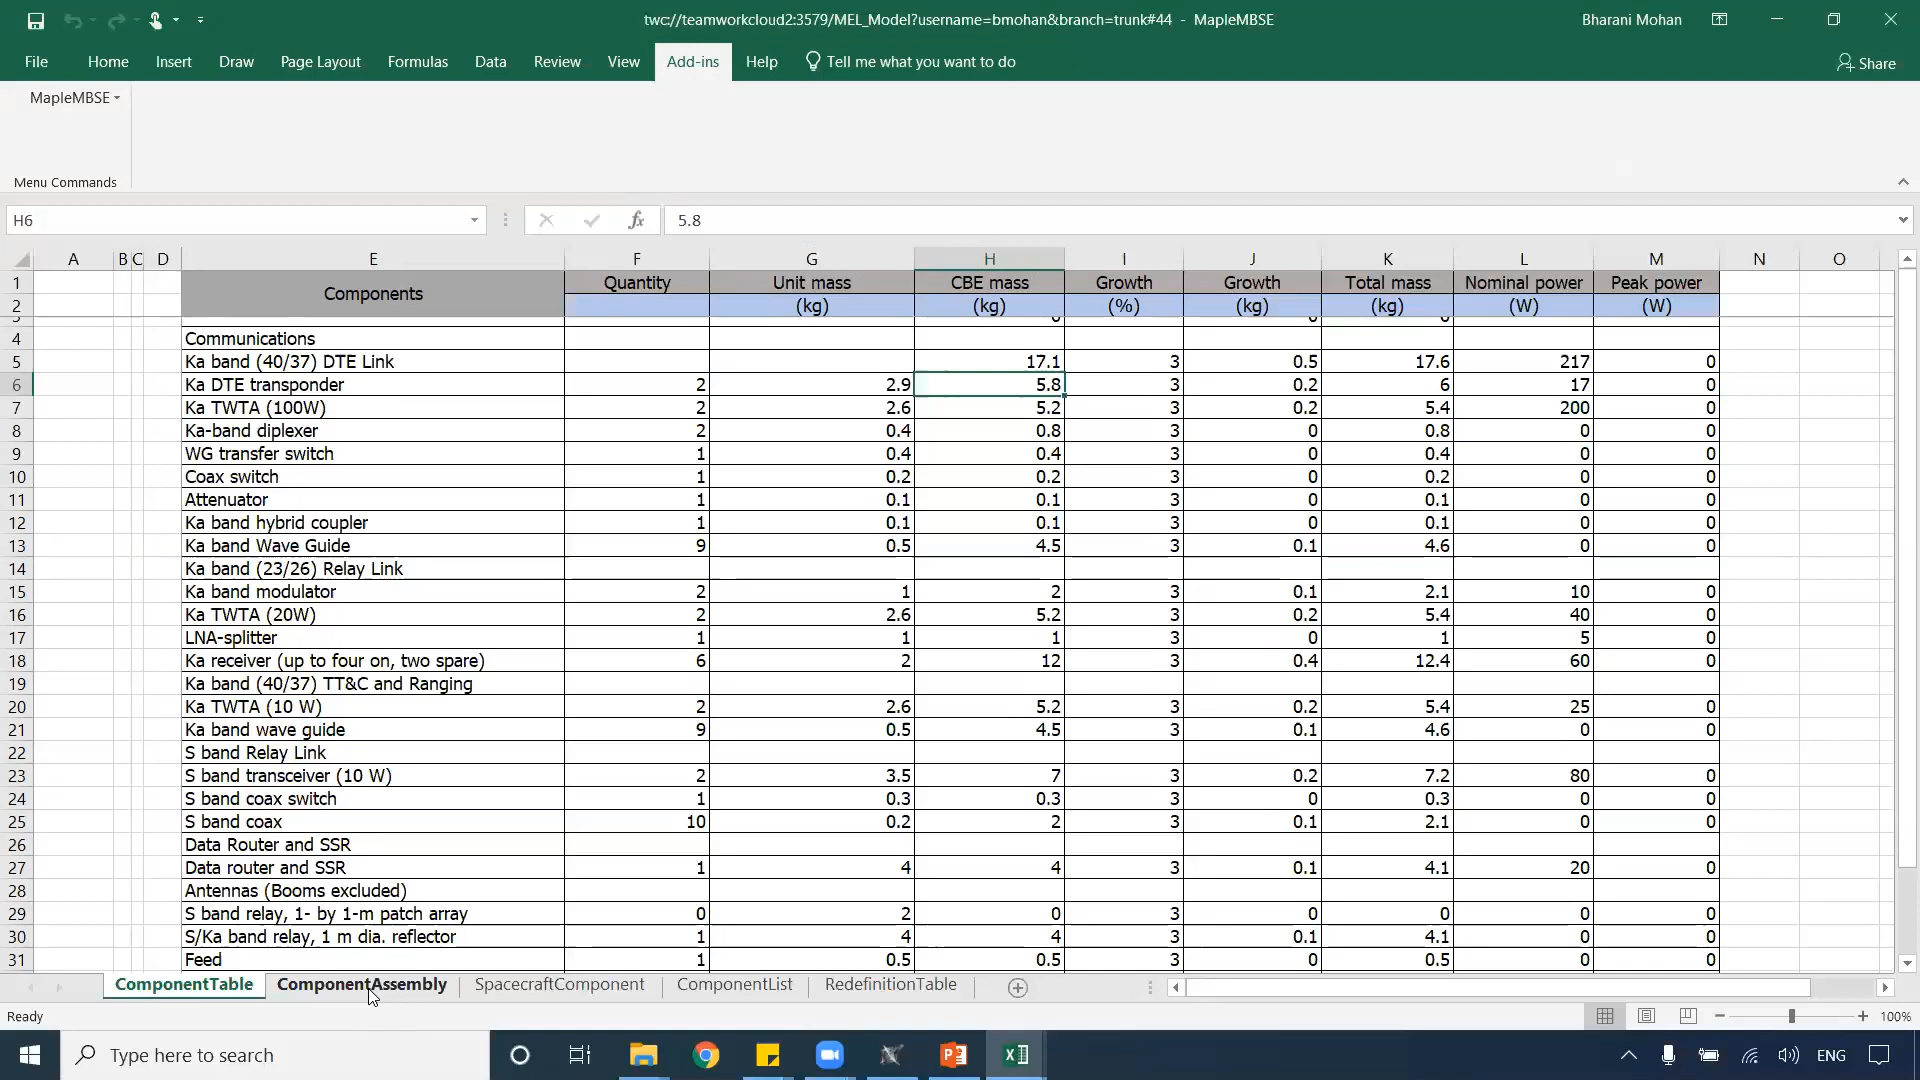 twc://teamworkcloud2:3579/MEL_Model?username=bmohan&branch=trunk#44 - MapleMBSE
Bharani Mohan
File Home Insert Draw Page Layout Formulas Data Review View Add-ins Help Tell me what you want to do Share
MapleMBSE
Menu Commands
H6 fx 5.8
A B C D E F G H I J K L M N O
1 Components Quantity Unit mass CBE mass Growth Growth Total mass Nominal power Peak power
2 (kg) (kg) (%) (kg) (kg) (W) (W)
4 Communications
5 Ka band (40/37) DTE Link 17.1 3 0.5 17.6 217 0
6 Ka DTE transponder 2 2.9 5.8 3 0.2 6 17 0
7 Ka TWTA (100W) 2 2.6 5.2 3 0.2 5.4 200 0
8 Ka-band diplexer 2 0.4 0.8 3 0 0.8 0 0
9 WG transfer switch 1 0.4 0.4 3 0 0.4 0 0
10 Coax switch 1 0.2 0.2 3 0 0.2 0 0
11 Attenuator 1 0.1 0.1 3 0 0.1 0 0
12 Ka band hybrid coupler 1 0.1 0.1 3 0 0.1 0 0
13 Ka band Wave Guide 9 0.5 4.5 3 0.1 4.6 0 0
14 Ka band (23/26) Relay Link
15 Ka band modulator 2 1 2 3 0.1 2.1 10 0
16 Ka TWTA (20W) 2 2.6 5.2 3 0.2 5.4 40 0
17 LNA-splitter 1 1 1 3 0 1 5 0
18 Ka receiver (up to four on, two spare) 6 2 12 3 0.4 12.4 60 0
19 Ka band (40/37) TT&C and Ranging
20 Ka TWTA (10 W) 2 2.6 5.2 3 0.2 5.4 25 0
21 Ka band wave guide 9 0.5 4.5 3 0.1 4.6 0 0
22 S band Relay Link
23 S band transceiver (10 W) 2 3.5 7 3 0.2 7.2 80 0
24 S band coax switch 1 0.3 0.3 3 0 0.3 0 0
25 S band coax 10 0.2 2 3 0.1 2.1 0 0
26 Data Router and SSR
27 Data router and SSR 1 4 4 3 0.1 4.1 20 0
28 Antennas (Booms excluded)
29 S band relay, 1- by 1-m patch array 0 2 0 3 0 0 0 0
30 S/Ka band relay, 1 m dia. reflector 1 4 4 3 0.1 4.1 0 0
31 Feed 1 0.5 0.5 3 0 0.5 0 0
ComponentTable ComponentAssembly SpacecraftComponent ComponentList RedefinitionTable
Ready 100%
Type here to search ENG